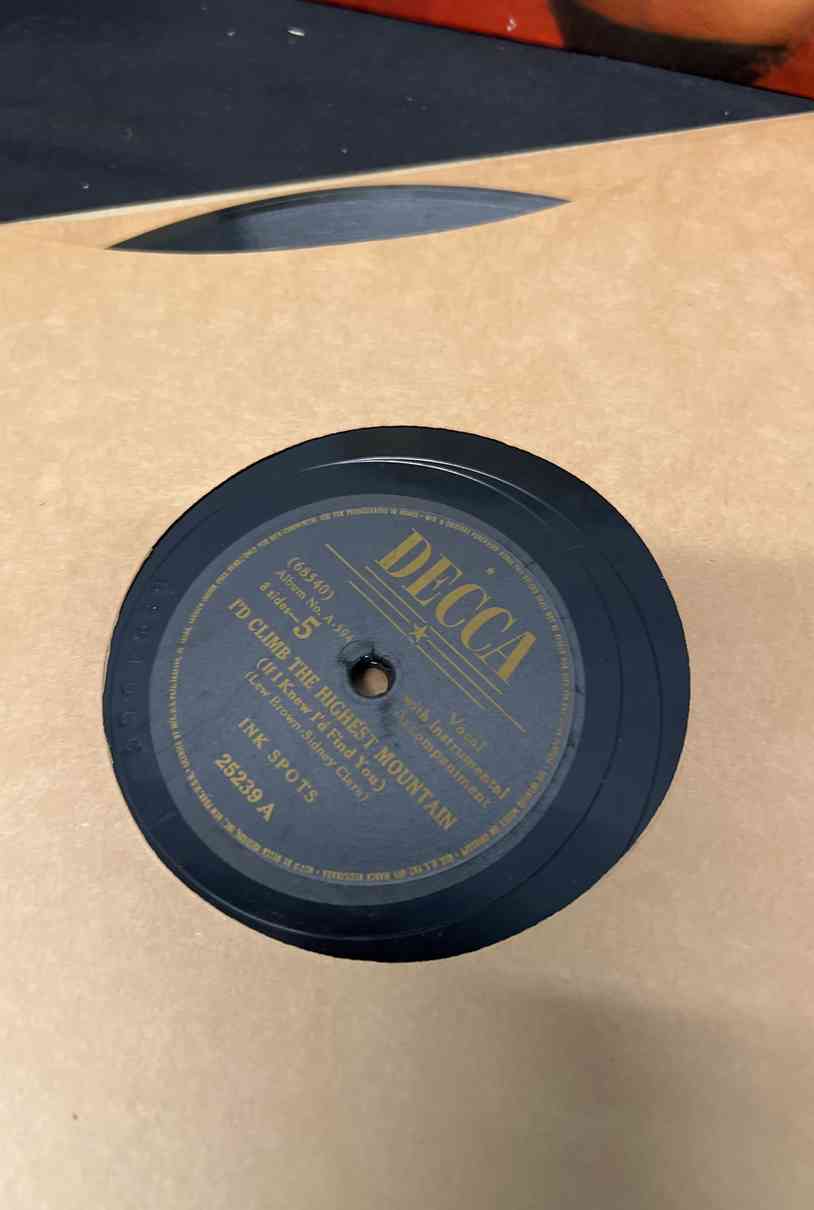 DECCA
(68540)
Album No. A-594
8 sides—5
Vocal
with Instrumental
Accompaniment
I'D CLIMB THE HIGHEST MOUNTAIN
(If I Knew I'd Find You)
(Lew Brown-Sidney Clare)
INK SPOTS
25239 A